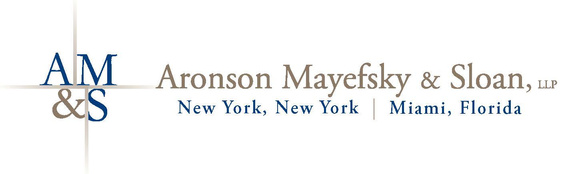 AM
&S
Aronson Mayefsky & Sloan, LLP
New York, New York | Miami, Florida